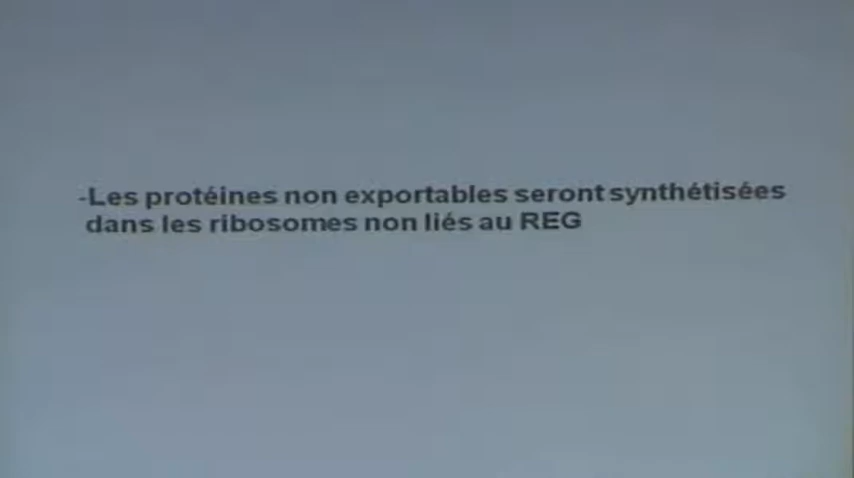 -Les protéines non exportables seront synthétisées
dans les ribosomes non liés au REG